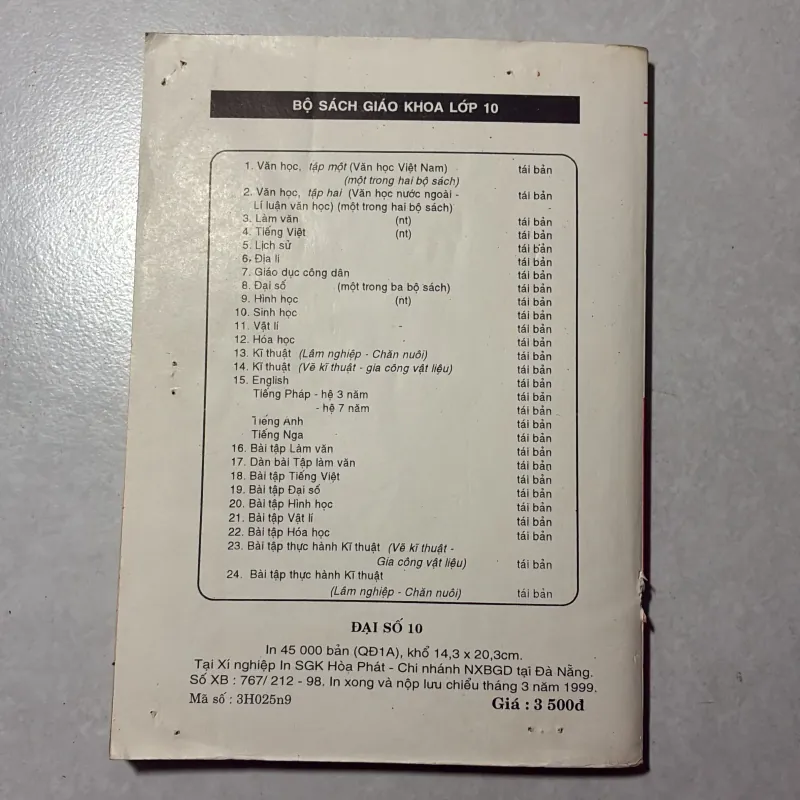 BỘ SÁCH GIÁO KHOA LỚP 10
1. Văn học, tập một (Văn học Việt Nam) tái bản
(một trong hai bộ sách)
2. Văn học, tập hai (Văn học nước ngoài - tái bản
Lí luận văn học) (một trong hai bộ sách)
3. Làm văn (nt) tái bản
4. Tiếng Việt (nt) tái bản
5. Lịch sử tái bản
6. Địa lí tái bản
7. Giáo dục công dân tái bản
8. Đại số (một trong ba bộ sách) tái bản
9. Hình học (nt) tái bản
10. Sinh học tái bản
11. Vật lí - tái bản
12. Hóa học tái bản
13. Kĩ thuật (Lâm nghiệp - Chăn nuôi) tái bản
14. Kĩ thuật (Vẽ kĩ thuật - gia công vật liệu) tái bản
15. English tái bản
Tiếng Pháp - hệ 3 năm tái bản
- hệ 7 năm tái bản
Tiếng Anh tái bản
Tiếng Nga tái bản
16. Bài tập Làm văn tái bản
17. Dàn bài Tập làm văn tái bản
18. Bài tập Tiếng Việt tái bản
19. Bài tập Đại số tái bản
20. Bài tập Hình học tái bản
21. Bài tập Vật lí tái bản
22. Bài tập Hóa học tái bản
23. Bài tập thực hành Kĩ thuật (Vẽ kĩ thuật -
Gia công vật liệu) tái bản
24. Bài tập thực hành Kĩ thuật
(Lâm nghiệp - Chăn nuôi) tái bản
ĐẠI SỐ 10
In 45 000 bản (QĐ1A), khổ 14,3 x 20,3cm.
Tại Xí nghiệp In SGK Hòa Phát - Chi nhánh NXBGD tại Đà Nẵng.
Số XB : 767/ 212 - 98. In xong và nộp lưu chiểu tháng 3 năm 1999.
Mã số : 3H025n9 Giá : 3 500đ